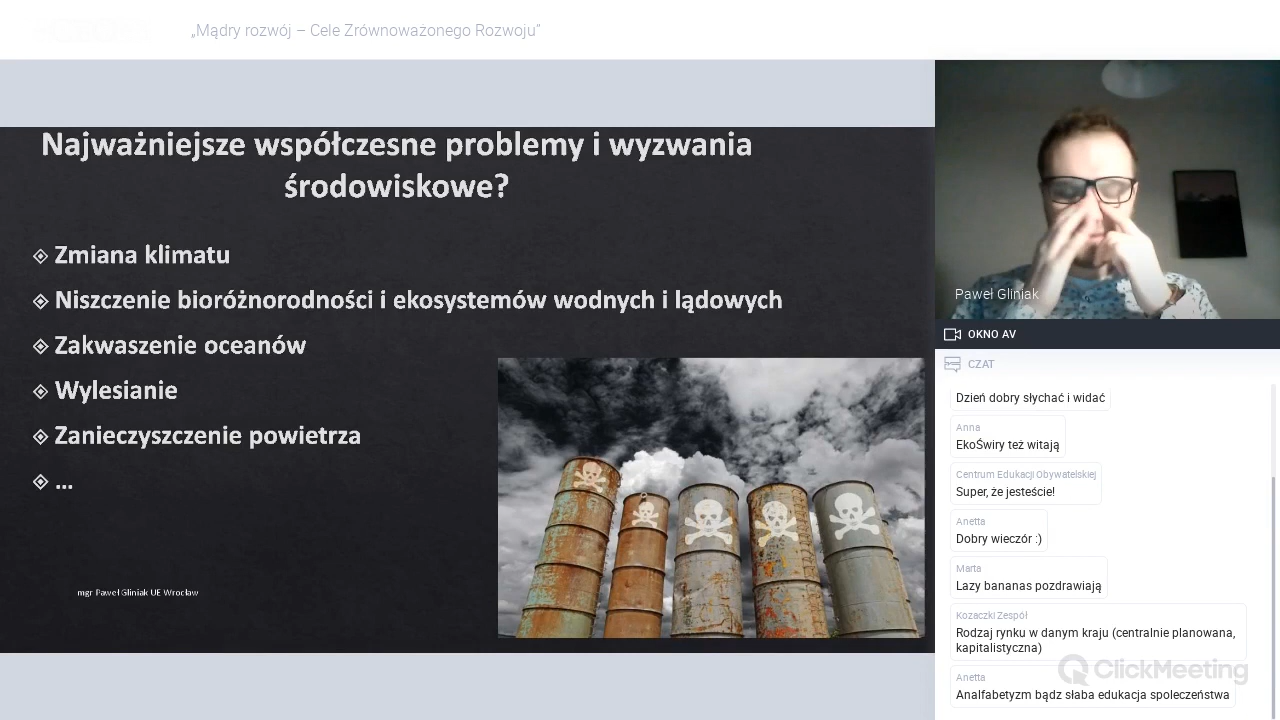 „Mądry rozwój – Cele Zrównoważonego Rozwoju”
Najważniejsze współczesne problemy i wyzwania
środowiskowe?
Zmiana klimatu
Niszczenie bioróżnorodności i ekosystemów wodnych i lądowych
Zakwaszenie oceanów
Wylesianie
Zanieczyszczenie powietrza
...
mgr Paweł Gliniak UE Wrocław
Paweł Gliniak
OKNO AV
CZAT
Dzień dobry słychać i widać
Anna
EkoŚwiry też witają
Centrum Edukacji Obywatelskiej
Super, że jesteście!
Anetta
Dobry wieczór :)
Marta
Lazy bananas pozdrawiają
Kozaczki Zespół
Rodzaj rynku w danym kraju (centralnie planowana,
kapitalistyczna)
ClickMeeting
Anetta
Analfabetyzm bądz słaba edukacja spoleczeństwa